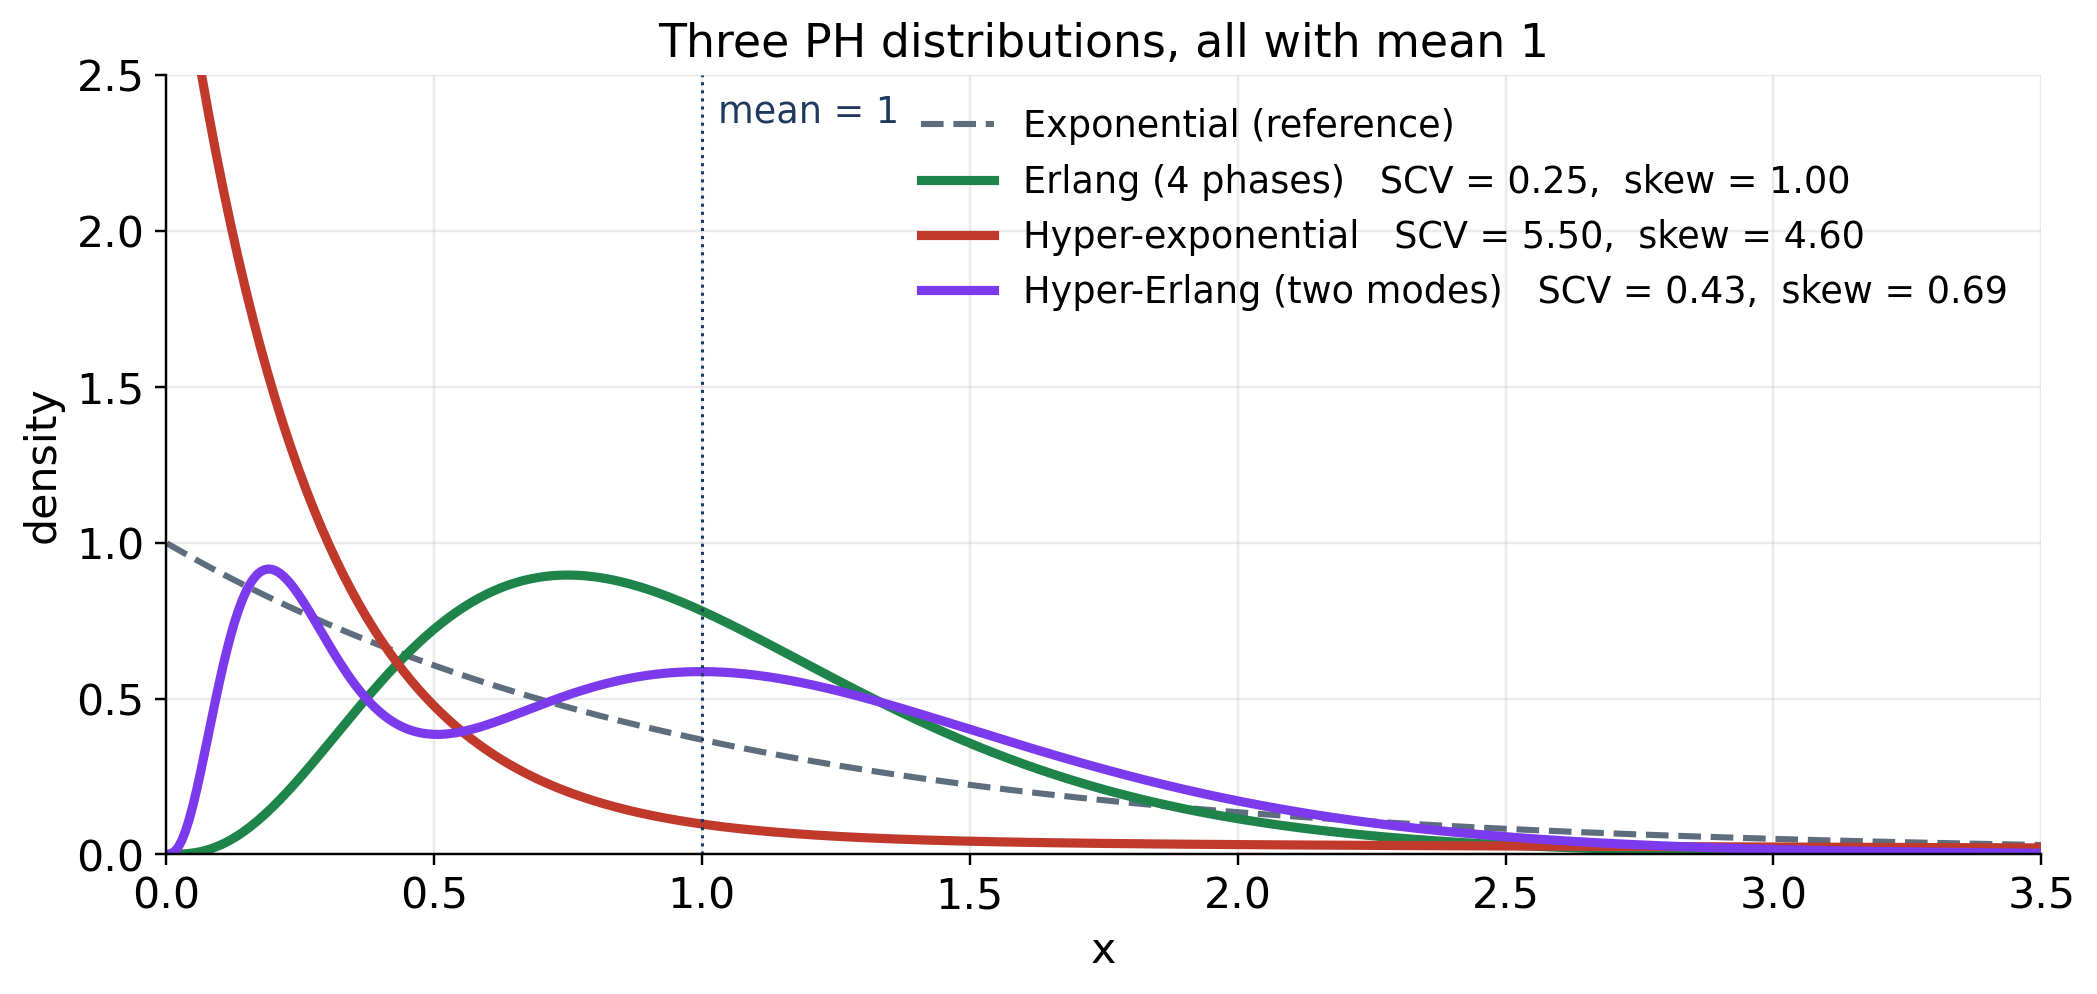 Three PH distributions, all with mean 1
mean = 1
Exponential (reference)
Erlang (4 phases)   SCV = 0.25,  skew = 1.00
Hyper-exponential   SCV = 5.50,  skew = 4.60
Hyper-Erlang (two modes)   SCV = 0.43,  skew = 0.69
density
2.5
2.0
1.5
1.0
0.5
0.0
0.0 0.5 1.0 1.5 2.0 2.5 3.0 3.5
x